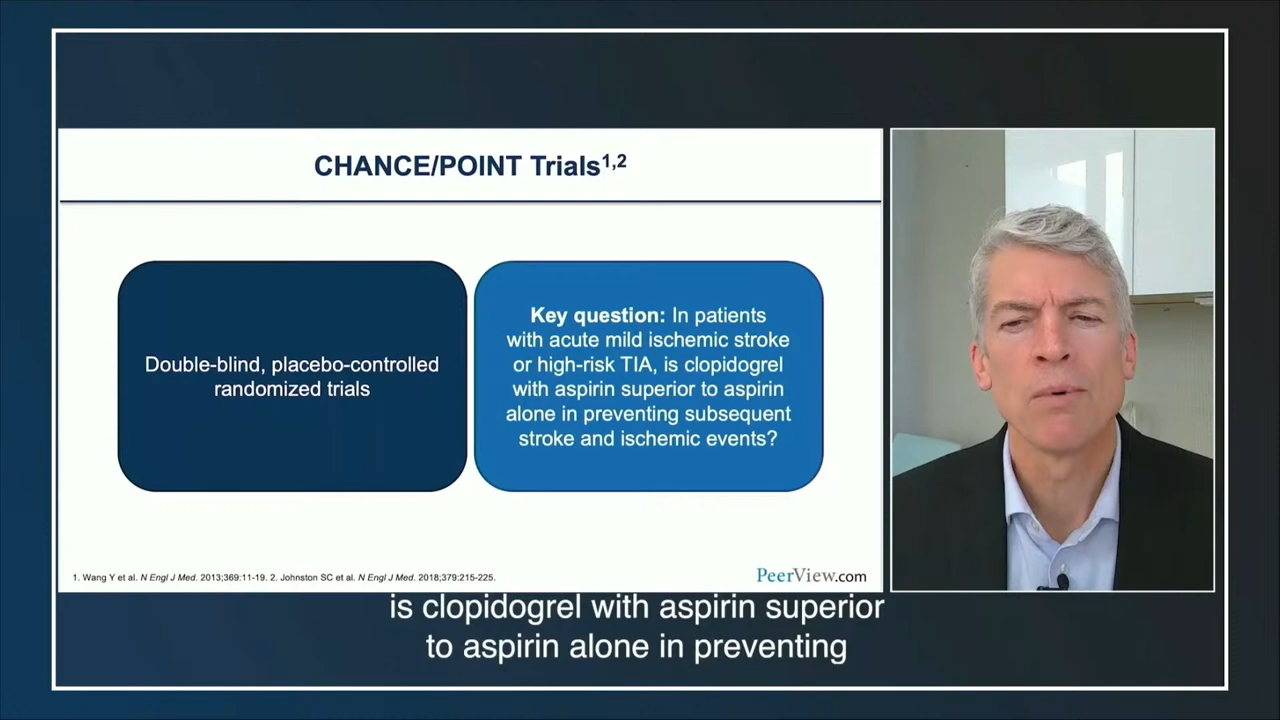 CHANCE/POINT Trials1,2
Double-blind, placebo-controlled
randomized trials
Key question: In patients
with acute mild ischemic stroke
or high-risk TIA, is clopidogrel
with aspirin superior to aspirin
alone in preventing subsequent
stroke and ischemic events?
1. Wang Y et al. N Engl J Med. 2013;369:11-19. 2. Johnston SC et al. N Engl J Med. 2018;379:215-225.
PeerView.com
is clopidogrel with aspirin superior
to aspirin alone in preventing